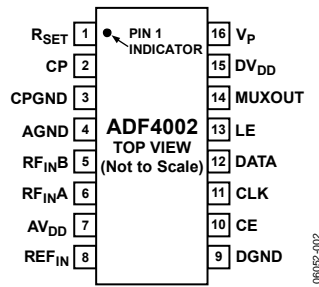 RSET 1 PIN 1 16 VP
INDICATOR
CP 2 15 DVDD
CPGND 3 14 MUXOUT
AGND 4 ADF4002 13 LE
TOP VIEW
RFINB 5 (Not to Scale) 12 DATA
RFINA 6 11 CLK
AVDD 7 10 CE
REFIN 8 9 DGND
06052-002